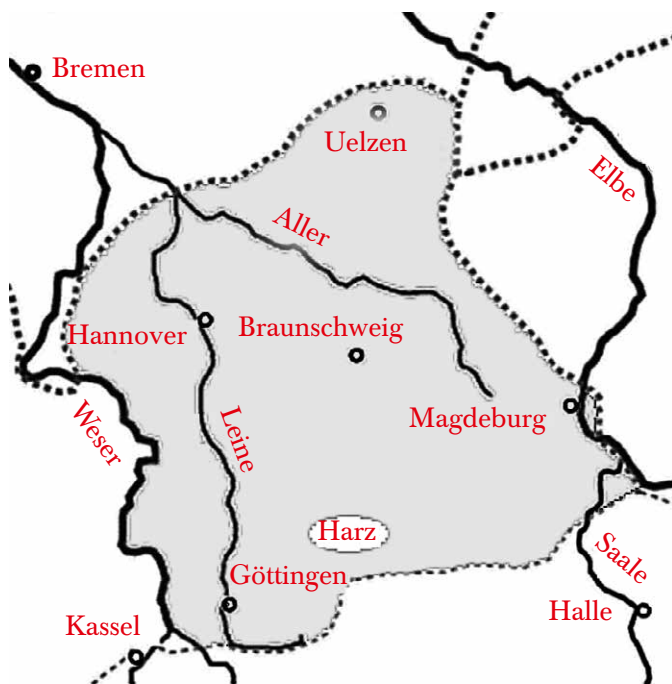 Bremen
Uelzen
Elbe
Aller
Hannover
Braunschweig
Weser
Leine
Magdeburg
Harz
Saale
Göttingen
Halle
Kassel